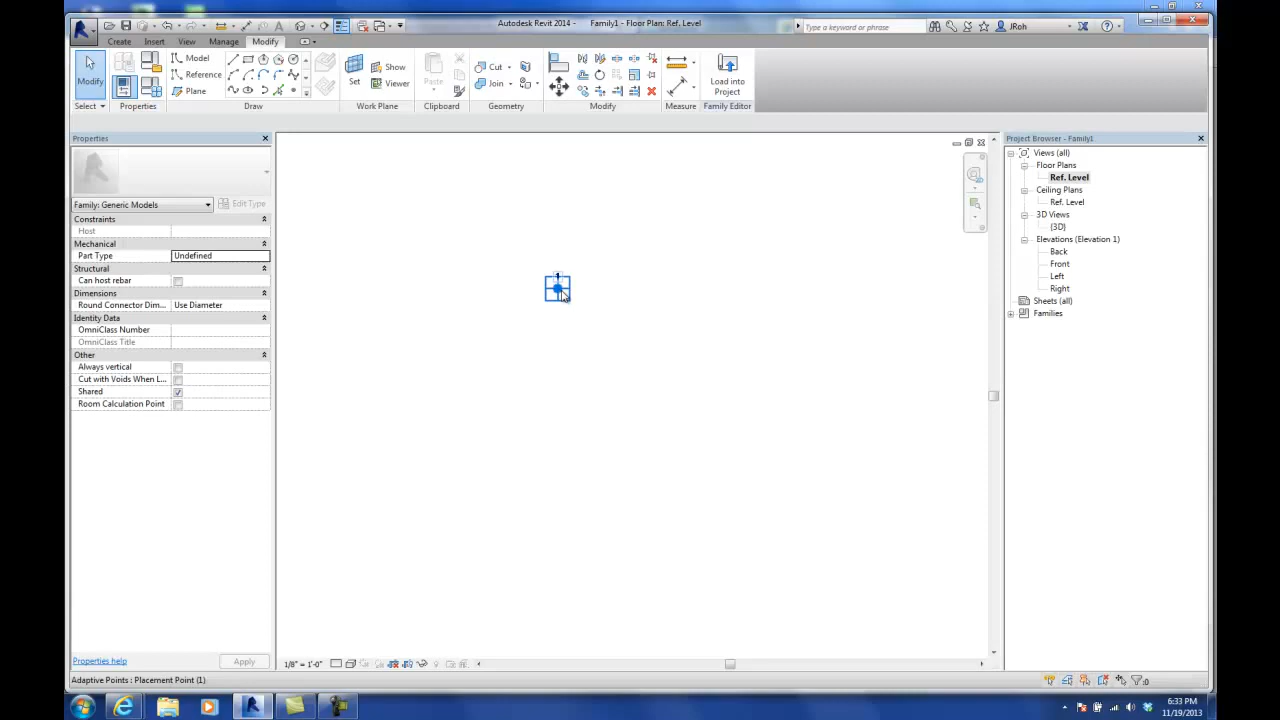 Autodesk Revit 2014 - Family1 - Floor Plan: Ref. Level
Type a keyword or phrase
JRoh
Create Insert View Manage Modify
Modify
Select
Properties
Model
Reference
Plane
Draw
Set
Show
Viewer
Work Plane
Paste
Clipboard
Cut
Join
Geometry
Modify
Measure
Load into
Project
Family Editor
Properties
Family: Generic Models
Edit Type
Constraints
Host
Mechanical
Part Type Undefined
Structural
Can host rebar
Dimensions
Round Connector Dim... Use Diameter
Identity Data
OmniClass Number
OmniClass Title
Other
Always vertical
Cut with Voids When L...
Shared
Room Calculation Point
Properties help
Apply
1
1/8" = 1'-0"
Project Browser - Family1
Views (all)
Floor Plans
Ref. Level
Ceiling Plans
Ref. Level
3D Views
{3D}
Elevations (Elevation 1)
Back
Front
Left
Right
Sheets (all)
Families
Adaptive Points : Placement Point (1)
:0
6:33 PM
11/19/2013